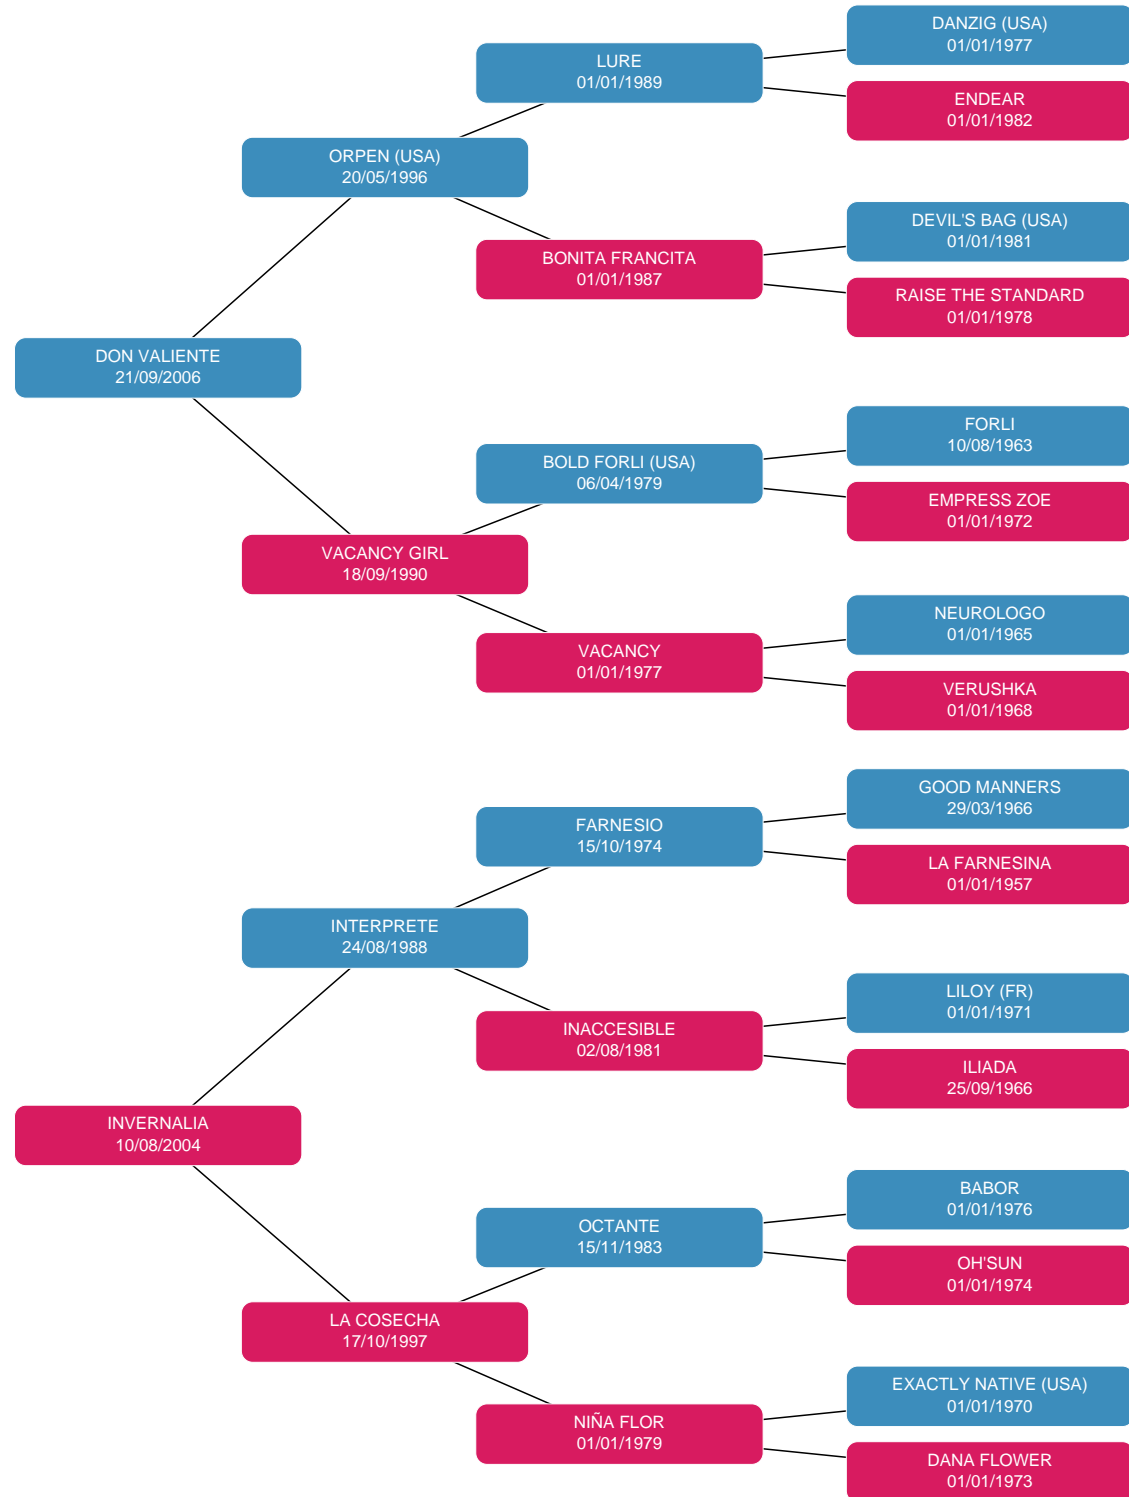 DANZIG (USA)
01/01/1977
LURE
01/01/1989
ENDEAR
01/01/1982
ORPEN (USA)
20/05/1996
DEVIL'S BAG (USA)
01/01/1981
BONITA FRANCITA
01/01/1987
RAISE THE STANDARD
01/01/1978
DON VALIENTE
21/09/2006
FORLI
10/08/1963
BOLD FORLI (USA)
06/04/1979
EMPRESS ZOE
01/01/1972
VACANCY GIRL
18/09/1990
NEUROLOGO
01/01/1965
VACANCY
01/01/1977
VERUSHKA
01/01/1968
GOOD MANNERS
29/03/1966
FARNESIO
15/10/1974
LA FARNESINA
01/01/1957
INTERPRETE
24/08/1988
LILOY (FR)
01/01/1971
INACCESIBLE
02/08/1981
ILIADA
25/09/1966
INVERNALIA
10/08/2004
BABOR
01/01/1976
OCTANTE
15/11/1983
OH'SUN
01/01/1974
LA COSECHA
17/10/1997
EXACTLY NATIVE (USA)
01/01/1970
NIÑA FLOR
01/01/1979
DANA FLOWER
01/01/1973